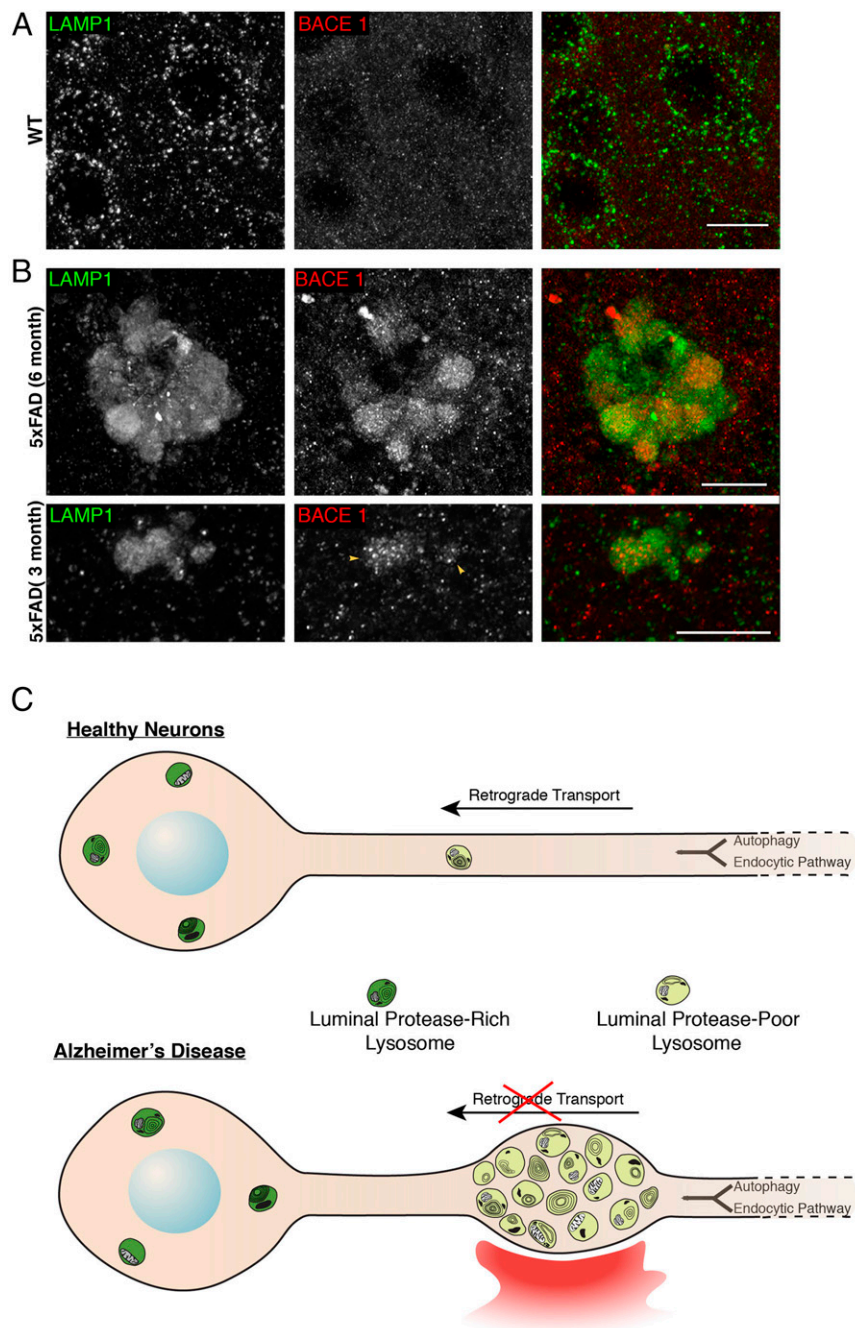 A
LAMP1
BACE 1
WT
B
LAMP1
BACE 1
5xFAD (6 month)
LAMP1
BACE 1
5xFAD( 3 month)
C
Healthy Neurons
Retrograde Transport
Autophagy
Endocytic Pathway
Luminal Protease-Rich
Lysosome
Luminal Protease-Poor
Lysosome
Alzheimer's Disease
Retrograde Transport
Autophagy
Endocytic Pathway